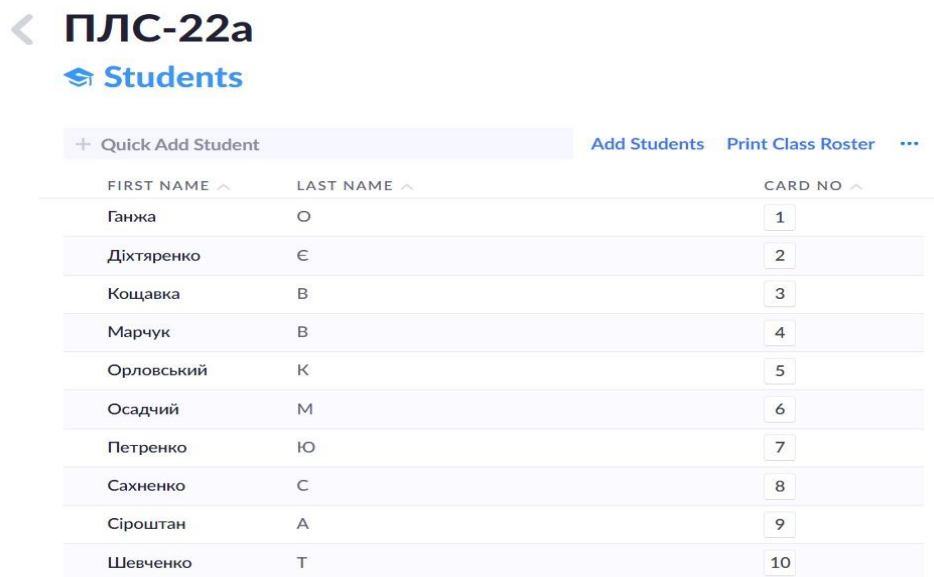 ПЛС-22а
Students
+ Quick Add Student Add Students Print Class Roster ...
FIRST NAME LAST NAME CARD NO
Ганжа О 1
Діхтяренко Є 2
Кощавка В 3
Марчук В 4
Орловський К 5
Осадчий М 6
Петренко Ю 7
Сахненко С 8
Сіроштан А 9
Шевченко Т 10